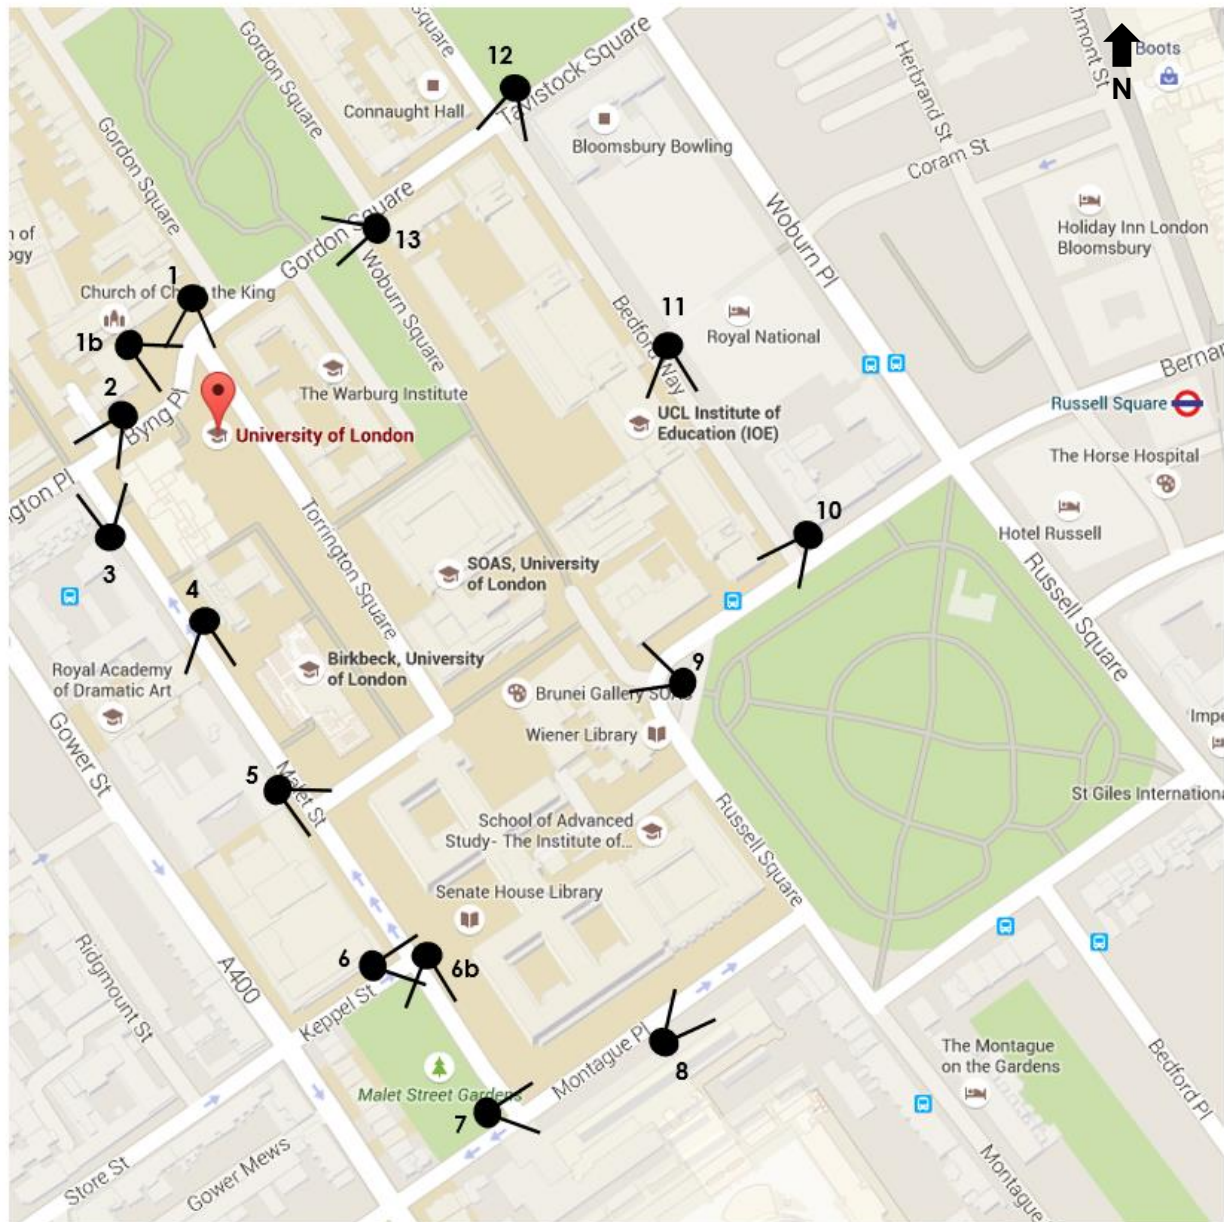 Square
Gordon Square
12
Tavistock Square
Herbrand St
Boots
N
Connaught Hall
Bloomsbury Bowling
Coram St
Gordon Square
Woburn Pl
Holiday Inn London
Bloomsbury
Gordon Square
13
1
Church of the King
Woburn Square
Bedford Way
11
Royal National
1b
The Warburg Institute
Russell Square
2
Byng Pl
University of London
UCL Institute of
Education (IOE)
The Horse Hospital
10
Hotel Russell
3
Torrington Square
SOAS, University
of London
Russell Square
4
Royal Academy
of Dramatic Art
Birkbeck, University
of London
9
Brunei Gallery SOAS
Wiener Library
Gower St
5
Malet St
St Giles International
School of Advanced
Study- The Institute of...
Russell Square
Senate House Library
Ridgmount St
A400
6
6b
Keppel St
Montague Pl
8
The Montague
on the Gardens
Bedford Pl
Malet Street Gardens
7
Store St
Gower Mews
Montague